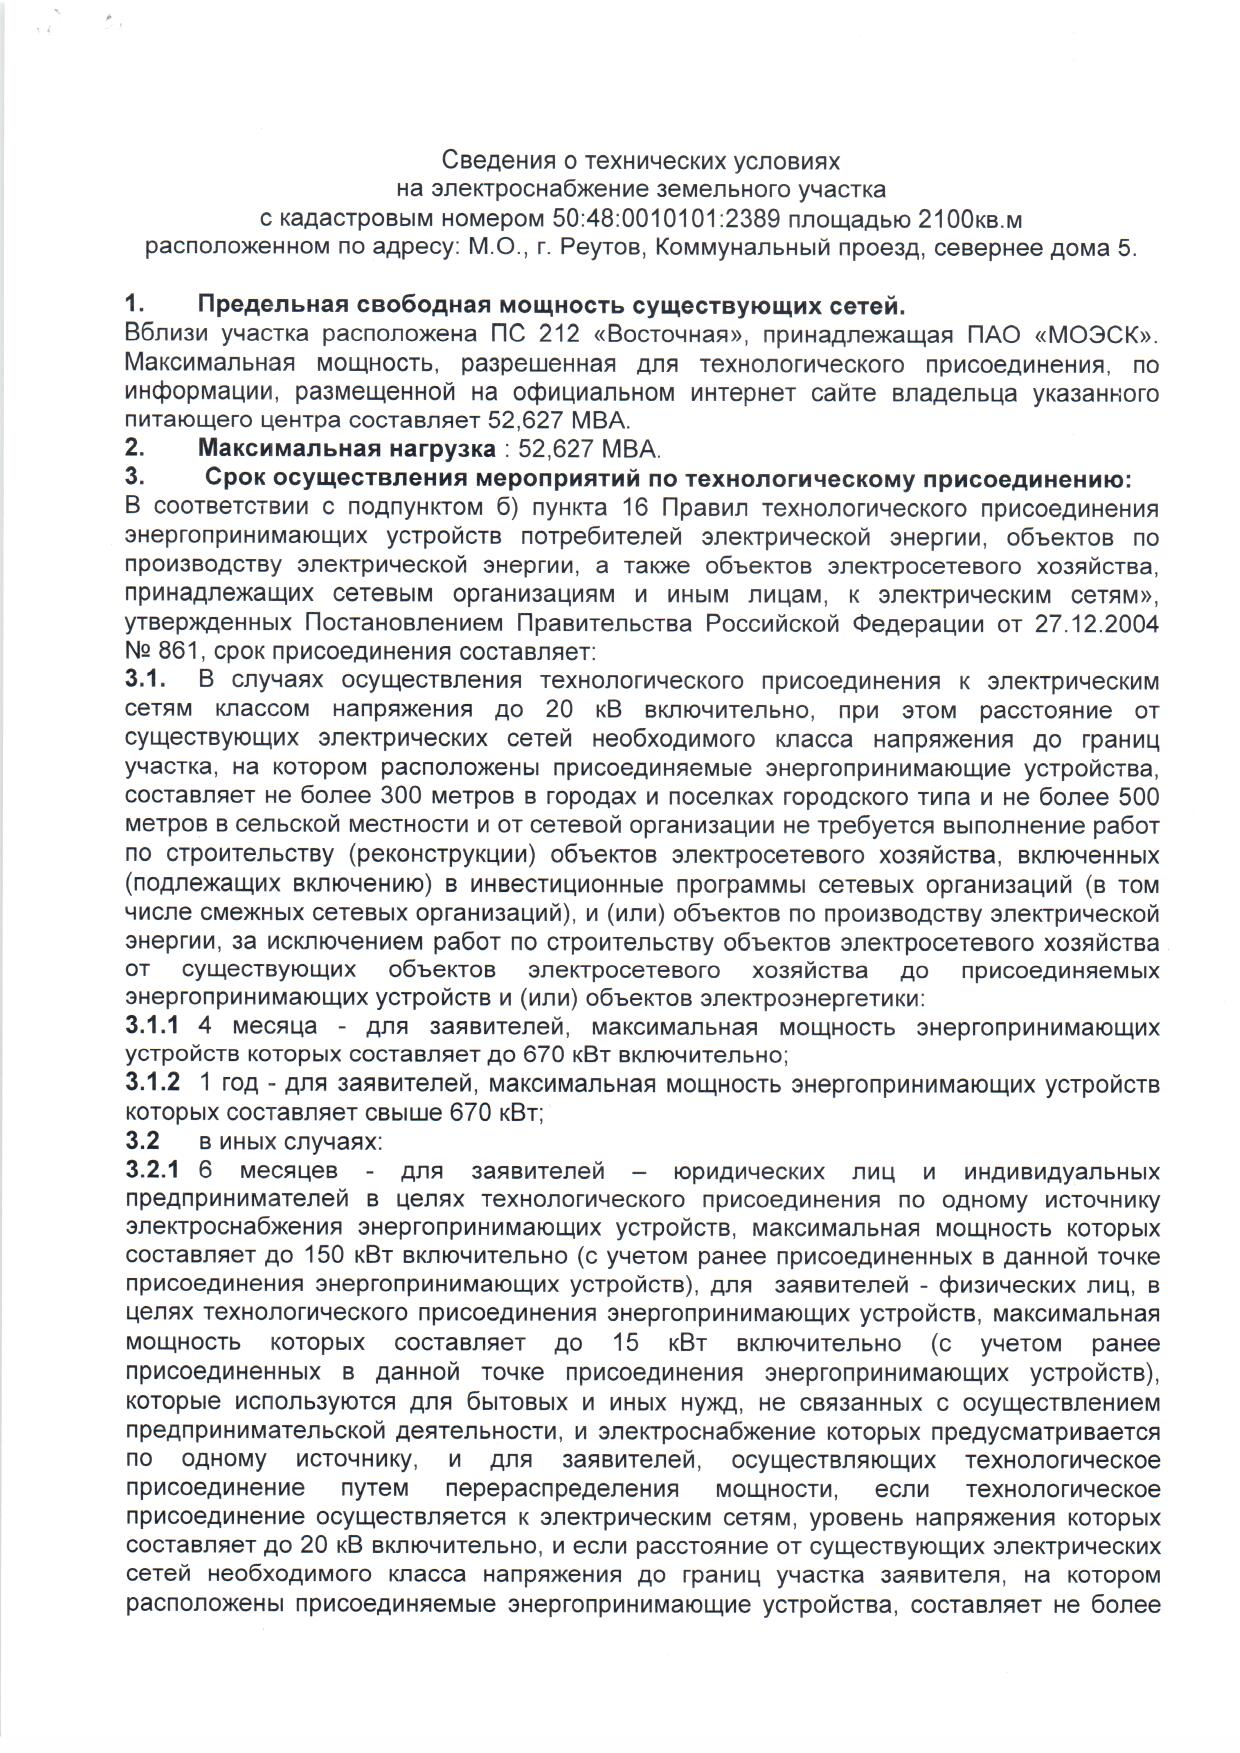 Сведения о технических условиях
на электроснабжение земельного участка
с кадастровым номером 50:48:0010101:2389 площадью 2100кв.м
расположенном по адресу: М.О., г. Реутов, Коммунальный проезд, севернее дома 5.
1. Предельная свободная мощность существующих сетей.
Вблизи участка расположена ПС 212 «Восточная», принадлежащая ПАО «МОЭСК».
Максимальная мощность, разрешенная для технологического присоединения, по
информации, размещенной на официальном интернет сайте владельца указанного
питающего центра составляет 52,627 МВА.
2. Максимальная нагрузка : 52,627 МВА.
3. Срок осуществления мероприятий по технологическому присоединению:
В соответствии с подпунктом б) пункта 16 Правил технологического присоединения
энергопринимающих устройств потребителей электрической энергии, объектов по
производству электрической энергии, а также объектов электросетевого хозяйства,
принадлежащих сетевым организациям и иным лицам, к электрическим сетям»,
утвержденных Постановлением Правительства Российской Федерации от 27.12.2004
№ 861, срок присоединения составляет:
3.1. В случаях осуществления технологического присоединения к электрическим
сетям классом напряжения до 20 кВ включительно, при этом расстояние от
существующих электрических сетей необходимого класса напряжения до границ
участка, на котором расположены присоединяемые энергопринимающие устройства,
составляет не более 300 метров в городах и поселках городского типа и не более 500
метров в сельской местности и от сетевой организации не требуется выполнение работ
по строительству (реконструкции) объектов электросетевого хозяйства, включенных
(подлежащих включению) в инвестиционные программы сетевых организаций (в том
числе смежных сетевых организаций), и (или) объектов по производству электрической
энергии, за исключением работ по строительству объектов электросетевого хозяйства
от существующих объектов электросетевого хозяйства до присоединяемых
энергопринимающих устройств и (или) объектов электроэнергетики:
3.1.1 4 месяца - для заявителей, максимальная мощность энергопринимающих
устройств которых составляет до 670 кВт включительно;
3.1.2 1 год - для заявителей, максимальная мощность энергопринимающих устройств
которых составляет свыше 670 кВт;
3.2 в иных случаях:
3.2.1 6 месяцев - для заявителей – юридических лиц и индивидуальных
предпринимателей в целях технологического присоединения по одному источнику
электроснабжения энергопринимающих устройств, максимальная мощность которых
составляет до 150 кВт включительно (с учетом ранее присоединенных в данной точке
присоединения энергопринимающих устройств), для заявителей - физических лиц, в
целях технологического присоединения энергопринимающих устройств, максимальная
мощность которых составляет до 15 кВт включительно (с учетом ранее
присоединенных в данной точке присоединения энергопринимающих устройств),
которые используются для бытовых и иных нужд, не связанных с осуществлением
предпринимательской деятельности, и электроснабжение которых предусматривается
по одному источнику, и для заявителей, осуществляющих технологическое
присоединение путем перераспределения мощности, если технологическое
присоединение осуществляется к электрическим сетям, уровень напряжения которых
составляет до 20 кВ включительно, и если расстояние от существующих электрических
сетей необходимого класса напряжения до границ участка заявителя, на котором
расположены присоединяемые энергопринимающие устройства, составляет не более